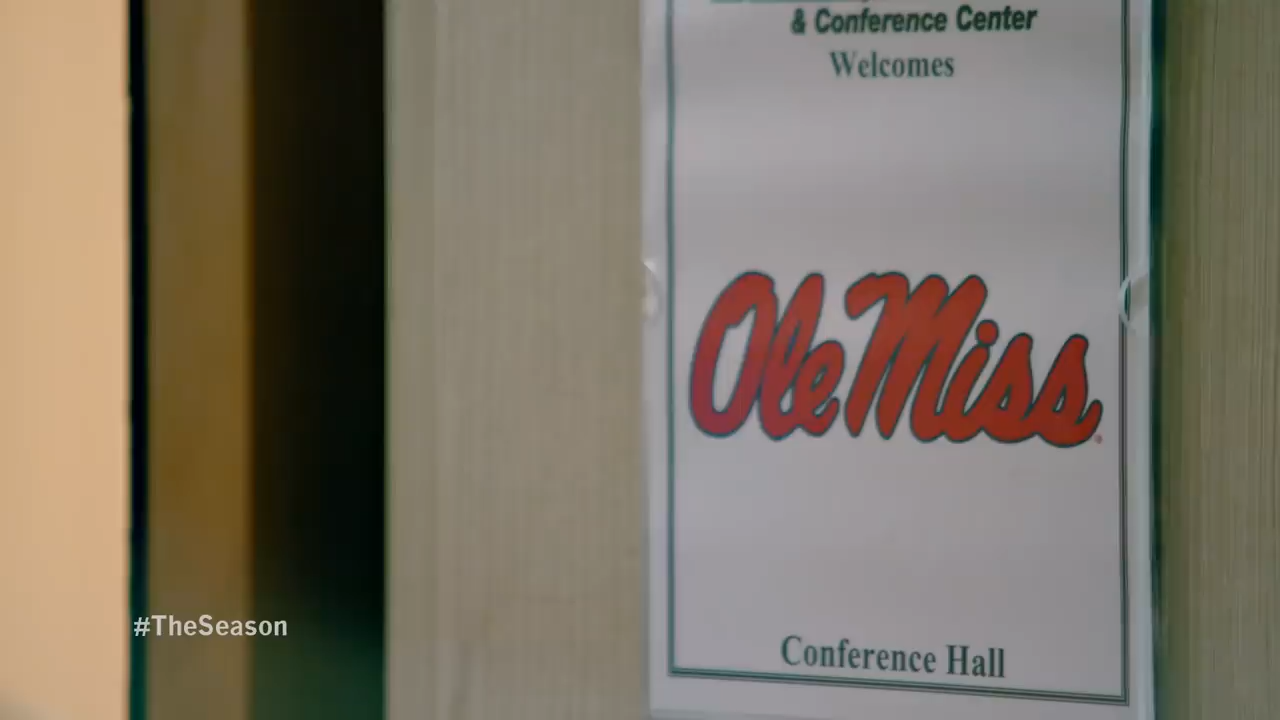 & Conference Center
Welcomes
Ole Miss
Conference Hall
#TheSeason